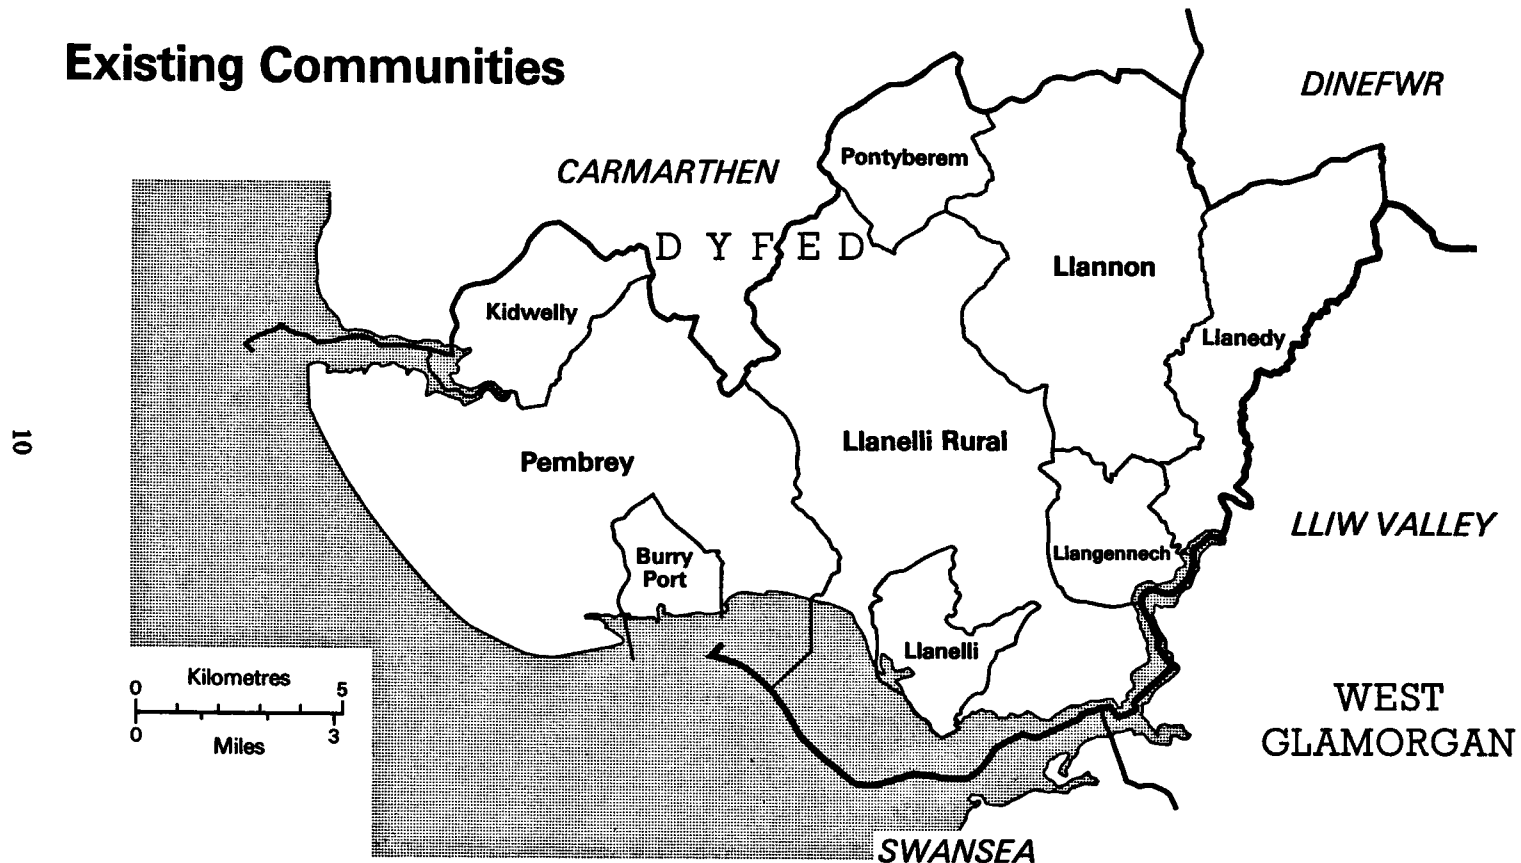 Existing Communities
DINEFWR
CARMARTHEN
Pontyberem
DYFED
Llannon
Kidwelly
Llanedy
Llanelli Rural
Pembrey
LLIW VALLEY
Burry
Port
Llangennech
Llanelli
Kilometres
0 5
0 3
Miles
WEST
GLAMORGAN
SWANSEA
10